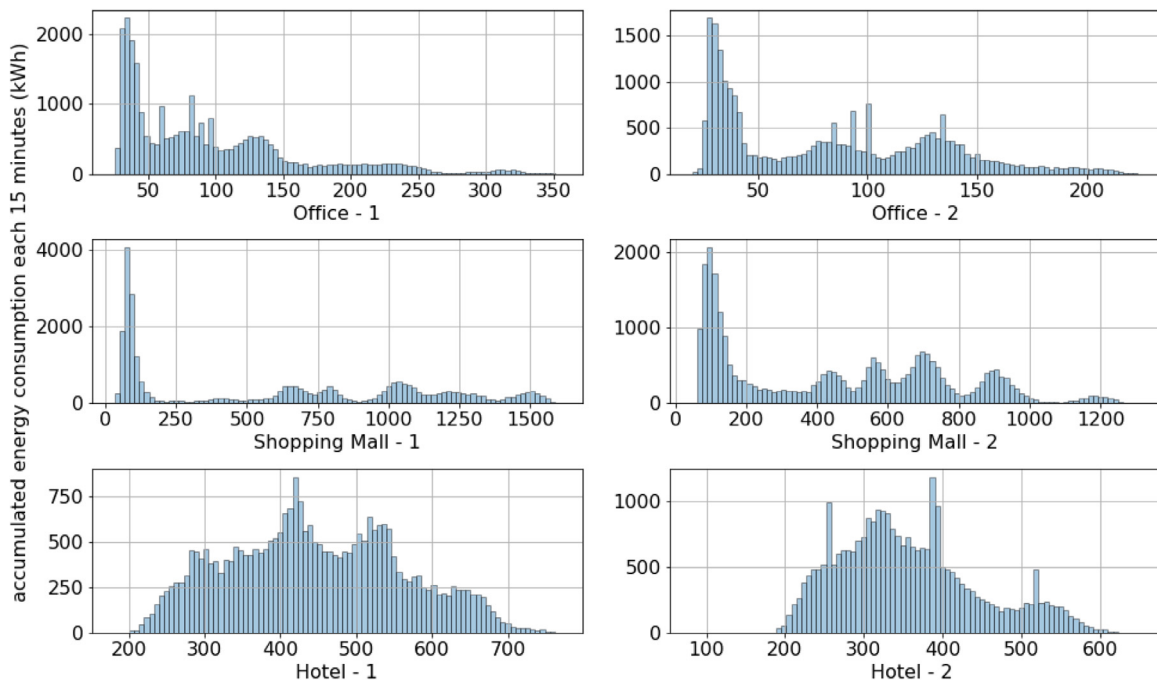 accumulated energy consumption each 15 minutes (kWh)
2000
1000
0
50 100 150 200 250 300 350
Office - 1
1500
1000
500
0
50 100 150 200
Office - 2
4000
2000
0
0 250 500 750 1000 1250 1500
Shopping Mall - 1
2000
1000
0
0 200 400 600 800 1000 1200
Shopping Mall - 2
750
500
250
0
200 300 400 500 600 700
Hotel - 1
1000
500
0
100 200 300 400 500 600
Hotel - 2